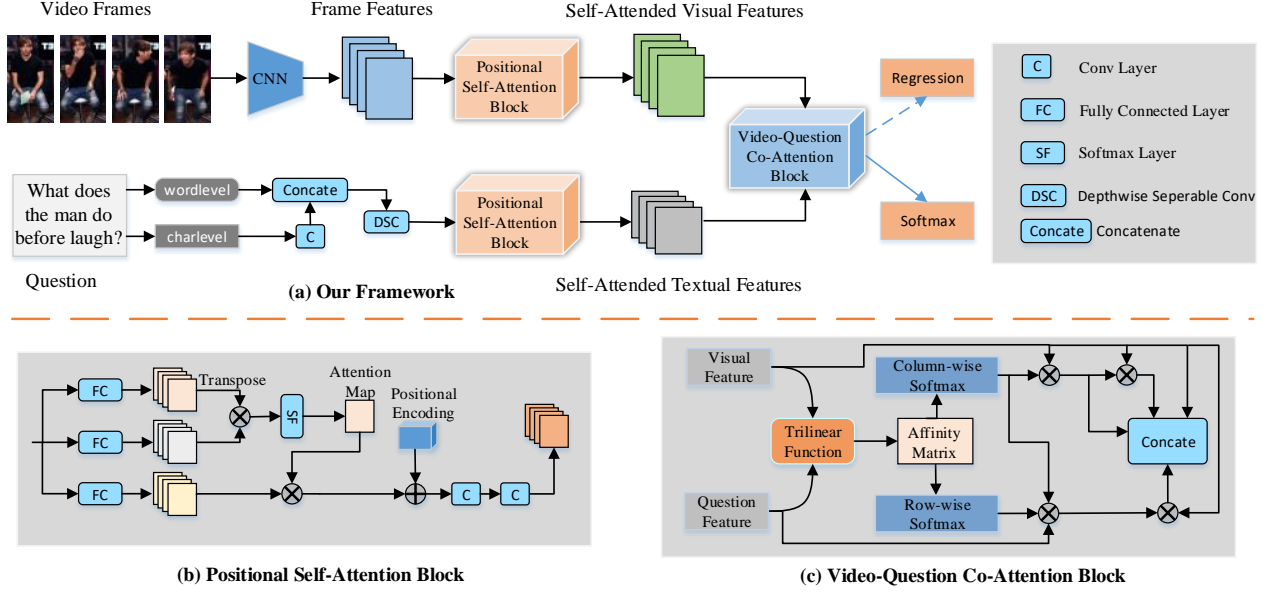 Video Frames
Frame Features
Self-Attended Visual Features
T3
CNN
Positional
Self-Attention
Block
Video-Question
Co-Attention
Block
Regression
Softmax
C
Conv Layer
FC
Fully Connected Layer
SF
Softmax Layer
DSC
Depthwise Seperable Conv
Concate
Concatenate
What does
the man do
before laugh?
wordlevel
charlevel
Concate
C
DSC
Positional
Self-Attention
Block
Question
(a) Our Framework
Self-Attended Textual Features
FC
FC
FC
Transpose
SF
Attention
Map
Positional
Encoding
C
C
(b) Positional Self-Attention Block
Visual
Feature
Question
Feature
Trilinear
Function
Column-wise
Softmax
Affinity
Matrix
Row-wise
Softmax
Concate
(c) Video-Question Co-Attention Block